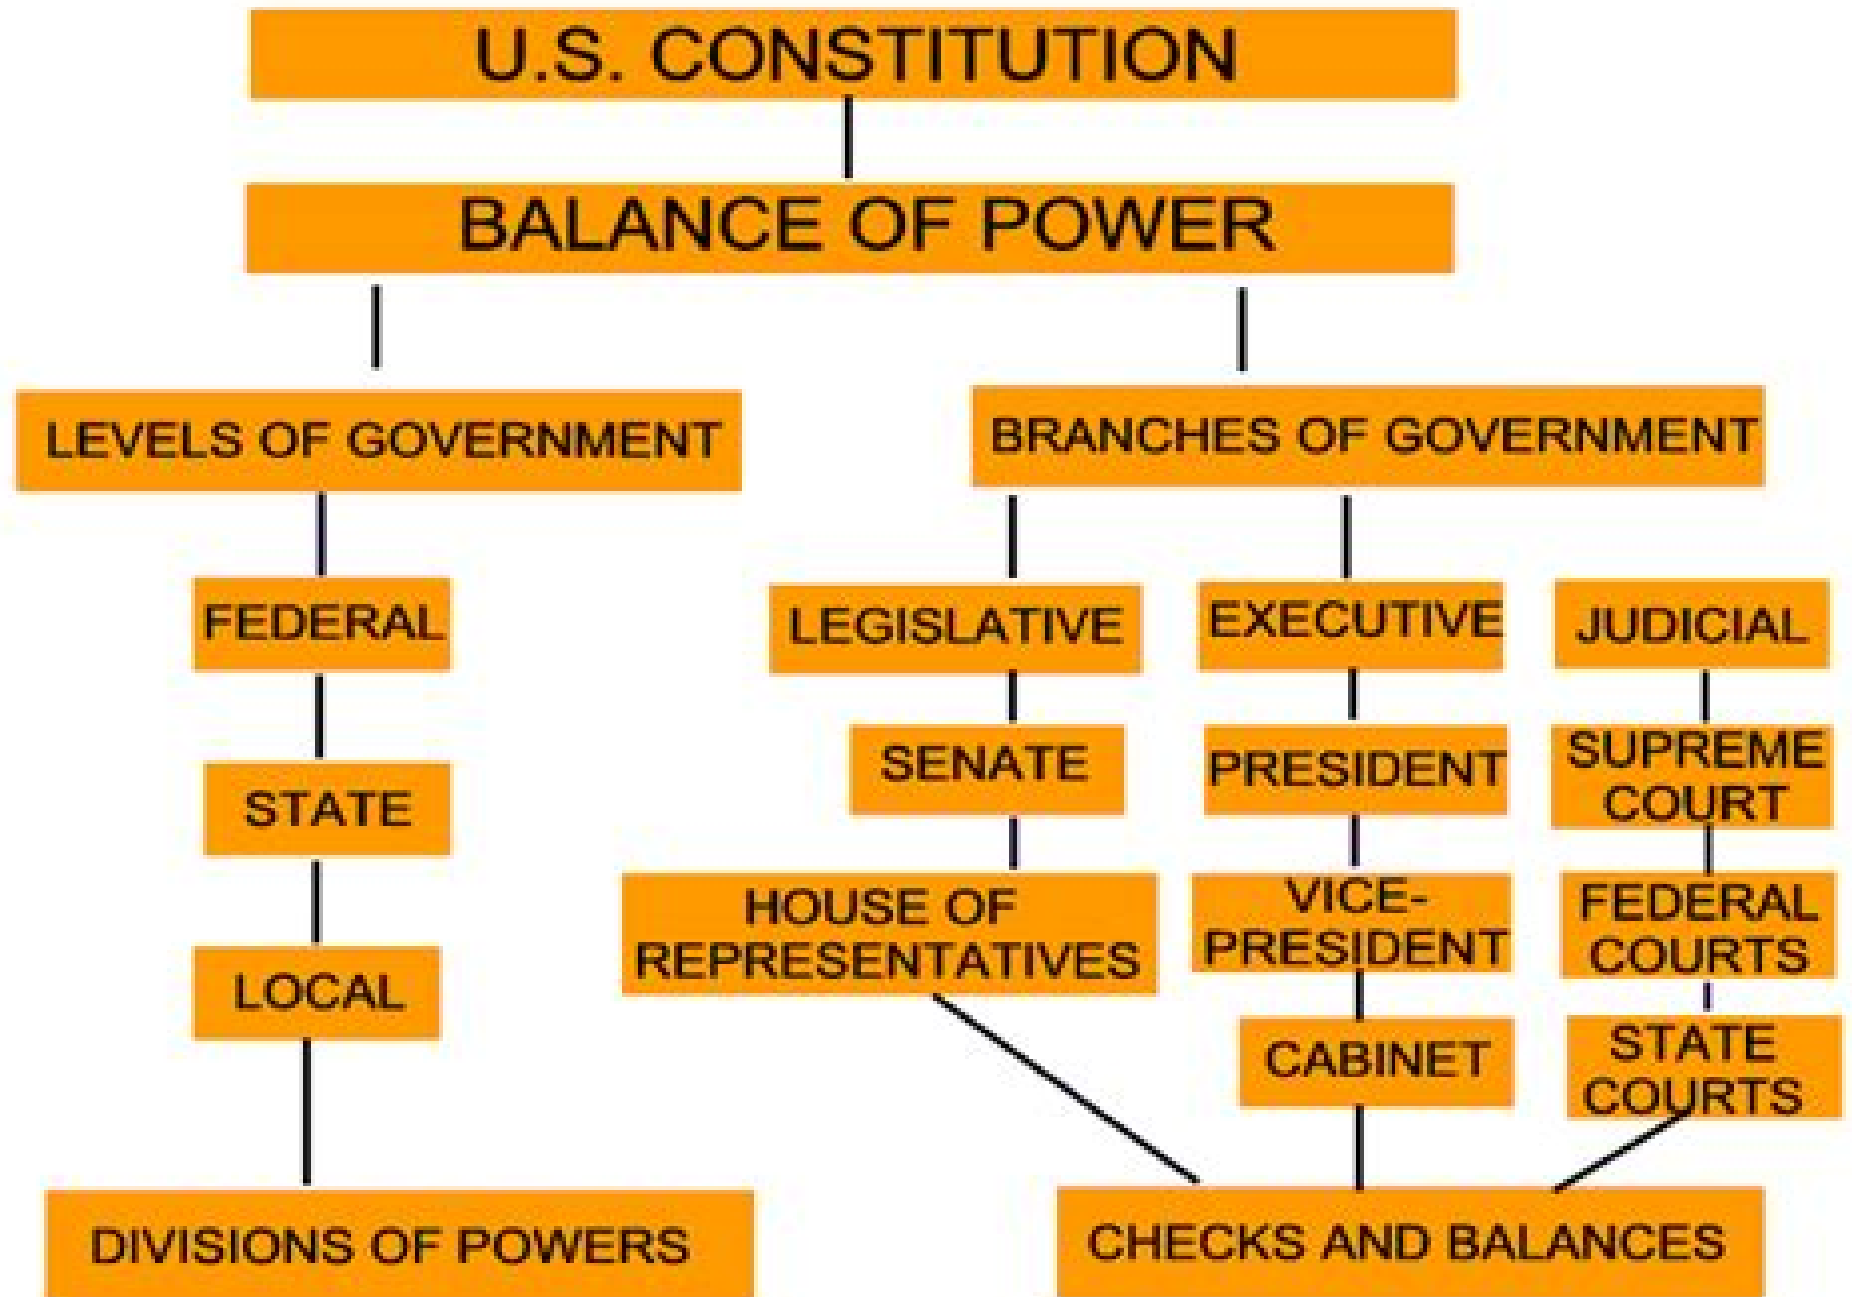 U.S. CONSTITUTION
BALANCE OF POWER
LEVELS OF GOVERNMENT
BRANCHES OF GOVERNMENT
FEDERAL
STATE
LOCAL
DIVISIONS OF POWERS
LEGISLATIVE
SENATE
HOUSE OF
REPRESENTATIVES
EXECUTIVE
PRESIDENT
VICE-
PRESIDENT
CABINET
JUDICIAL
SUPREME
COURT
FEDERAL
COURTS
STATE
COURTS
CHECKS AND BALANCES